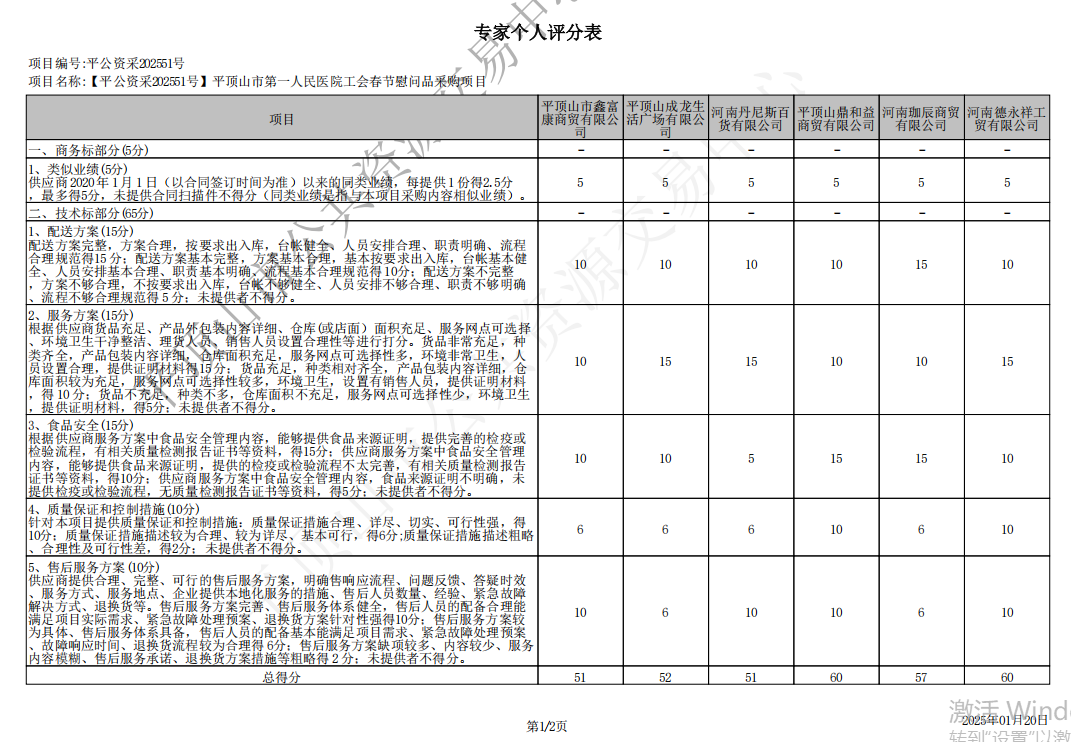 专家个人评分表
项目编号:平公资采202551号
项目名称:【平公资采202551号】平顶山市第一人民医院工会春节慰问品采购项目
项目 平顶山市鑫富康商贸有限公司 平顶山成龙生活广场有限公司 河南丹尼斯百货有限公司 平顶山鼎和益商贸有限公司 河南珈辰商贸有限公司 河南德永祥工贸有限公司
一、商务标部分(5分) - - - - - -
1、类似业绩(5分)
供应商2020年1月1日（以合同签订时间为准）以来的同类业绩，每提供1份得2.5分
，最多得5分，未提供合同扫描件不得分（同类业绩是指与本项目采购内容相似业绩）。
5 5 5 5 5 5
二、技术标部分(65分) - - - - - -
1、配送方案(15分)
配送方案完整，方案合理，按要求出入库，台帐健全、人员安排合理、职责明确、流程
合理规范得15 分；配送方案基本完整，方案基本合理，基本按要求出入库，台帐基本健
全、人员安排基本合理、职责基本明确、流程基本合理规范得10分；配送方案不完整
，方案不够合理，不按要求出入库，台帐不够健全、人员安排不够合理、职责不够明确
、流程不够合理规范得 5 分；未提供者不得分。
10 10 10 10 15 10
2、服务方案(15分)
根据供应商货品充足、产品外包装内容详细、仓库(或店面）面积充足、服务网点可选择
、环境卫生干净整洁、理货人员，销售人员设置合理性等进行打分。货品非常充足，种
类齐全，产品包装内容详细，仓库面积充足，服务网点可选择性多，环境非常卫生，人
员设置合理，提供证明材料得15分；货品充足，种类相对齐全，产品包装内容详细，仓
库面积较为充足，服务网点可选择性较多，环境卫生，设置有销售人员，提供证明材料
，得 10 分；货品不充足，种类不多，仓库面积不充足，服务网点可选择性少，环境卫生
，提供证明材料，得5分；未提供者不得分。
10 15 15 10 10 15
3、食品安全(15分)
根据供应商服务方案中食品安全管理内容，能够提供食品来源证明，提供完善的检疫或
检验流程，有相关质量检测报告证书等资料，得15分；供应商服务方案中食品安全管理
内容，能够提供食品来源证明，提供的检疫或检验流程不太完善，有相关质量检测报告
证书等资料，得10分；供应商服务方案中食品安全管理内容，食品来源证明不明确，未
提供检疫或检验流程，无质量检测报告证书等资料，得5分；未提供者不得分。
10 10 5 15 15 10
4、质量保证和控制措施(10分)
针对本项目提供质量保证和控制措施：质量保证措施合理、详尽、切实、可行性强，得
10分；质量保证措施描述较为合理、较为详尽、基本可行，得6分;质量保证措施描述粗略
、合理性及可行性差，得2分；未提供者不得分。
6 6 6 10 6 10
5、售后服务方案(10分)
供应商提供合理、完整、可行的售后服务方案，明确售响应流程、问题反馈、答疑时效
、服务方式、服务地点、企业提供本地化服务的措施、售后人员数量、经验、紧急故障
解决方式、退换货等。售后服务方案完善、售后服务体系健全，售后人员的配备合理能
满足项目实际需求、紧急故障处理预案、退换货方案针对性强得10分；售后服务方案较
为具体、售后服务体系具备，售后人员的配备基本能满足项目需求、紧急故障处理预案
、故障响应时间、退换货流程较为合理得 6分；售后服务方案缺项较多、内容较少、服务
内容模糊、售后服务承诺、退换货方案措施等粗略得 2 分；未提供者不得分。
10 6 10 10 6 10
总得分 51 52 51 60 57 60
第1/2页
2025年01月20日
激活 Wind
转到"设置"以激